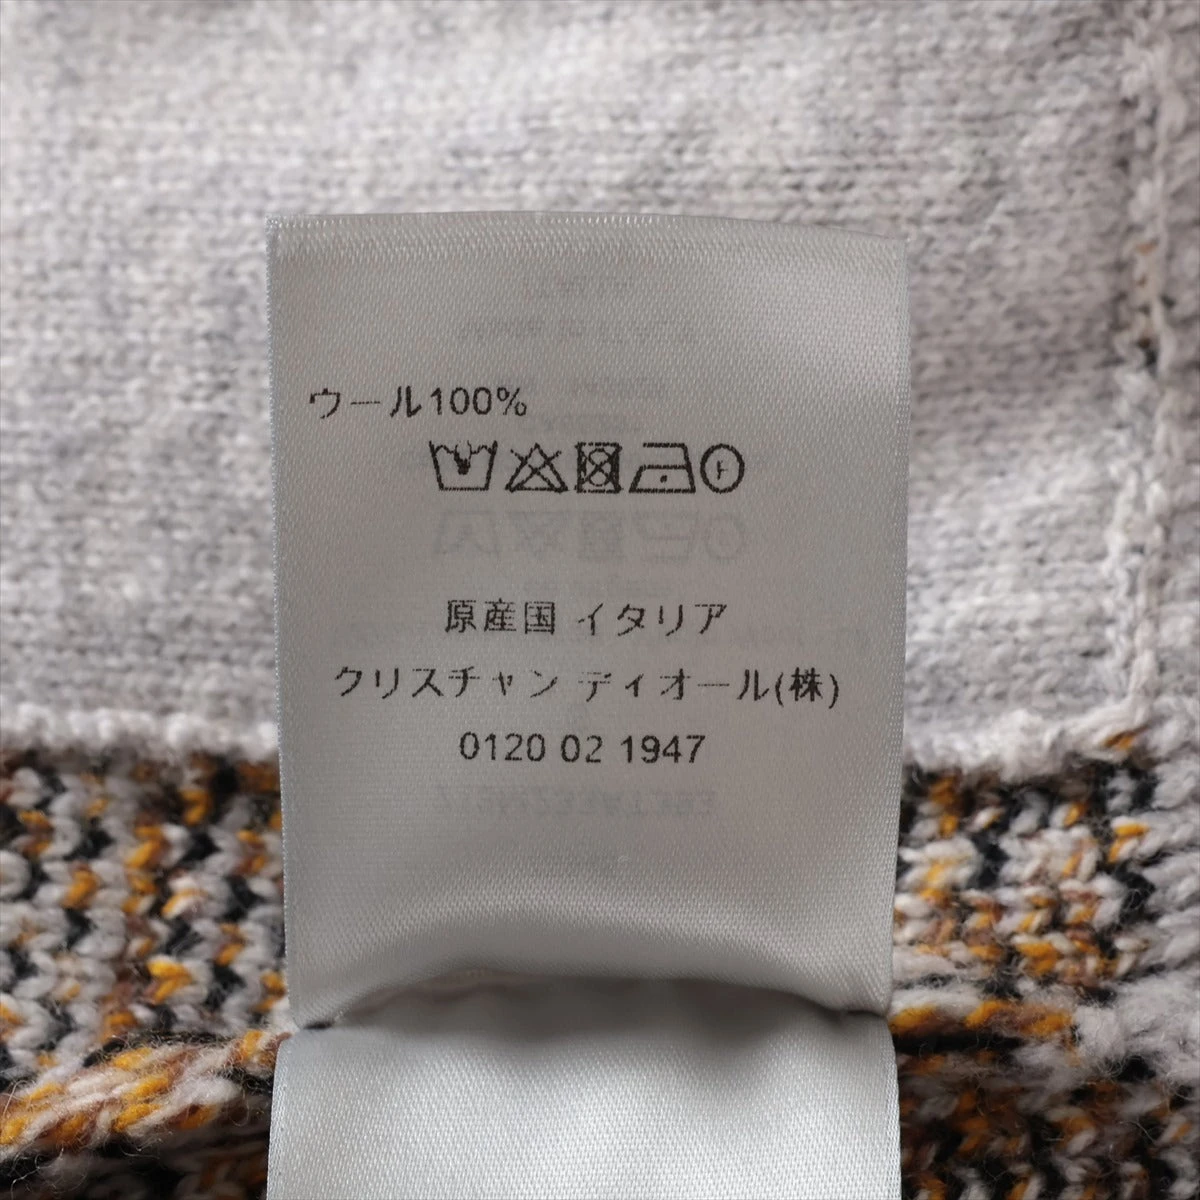 ウール100%
F
原産国 イタリア
クリスチャン ディオール(株)
0120 02 1947